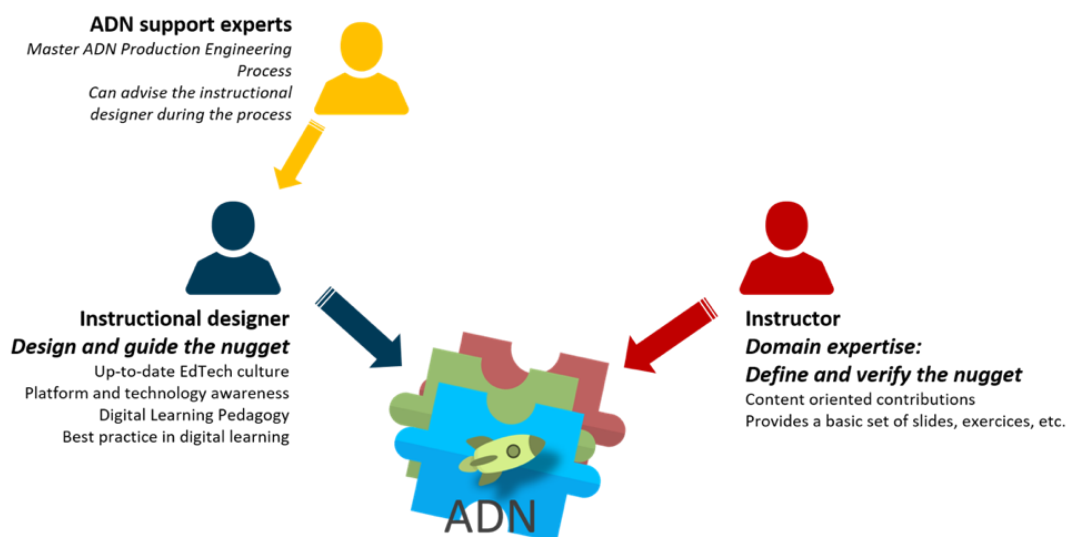 ADN support experts
Master ADN Production Engineering
Process
Can advise the instructional
designer during the process
Instructional designer
Design and guide the nugget
Up-to-date EdTech culture
Platform and technology awareness
Digital Learning Pedagogy
Best practice in digital learning
Instructor
Domain expertise:
Define and verify the nugget
Content oriented contributions
Provides a basic set of slides, exercices, etc.
ADN